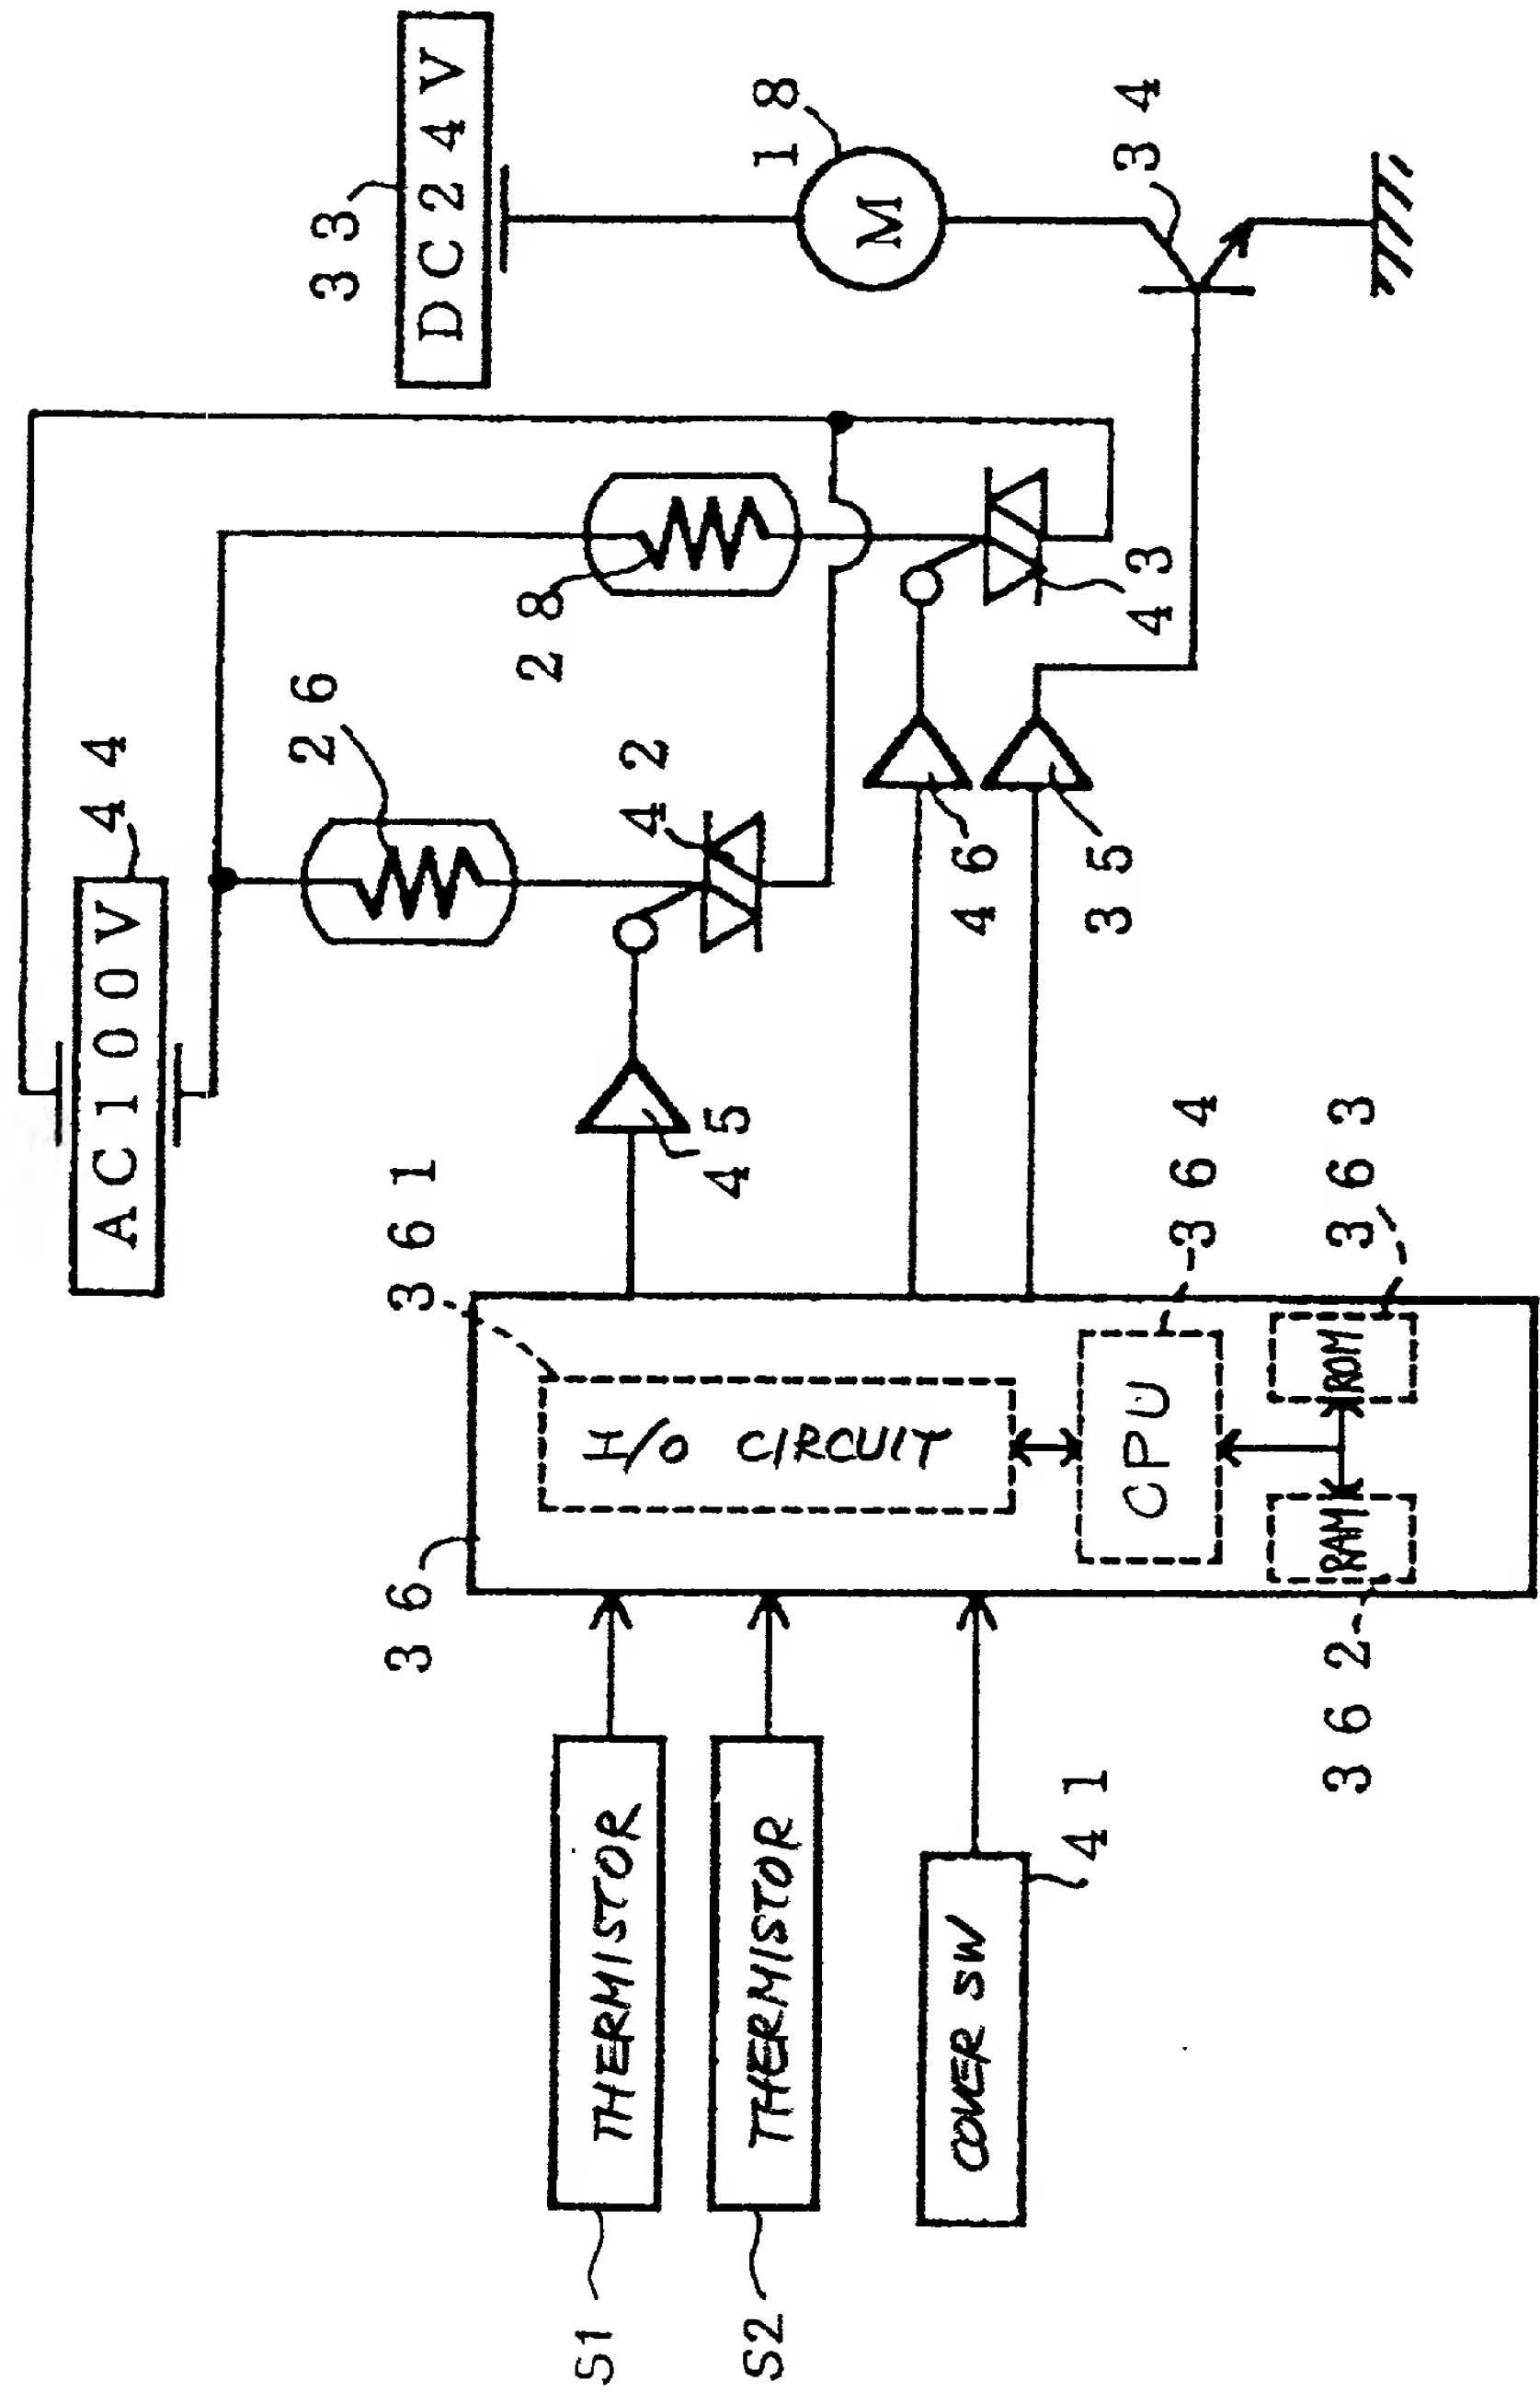 AC100V
44
DC24V
33
26
28
18
M
42
43
34
45
46
35
361
36
I/O CIRCUIT
CPU
364
ROM
363
RAM
362
THERMISTOR
S1
THERMISTOR
S2
COVER SW
41